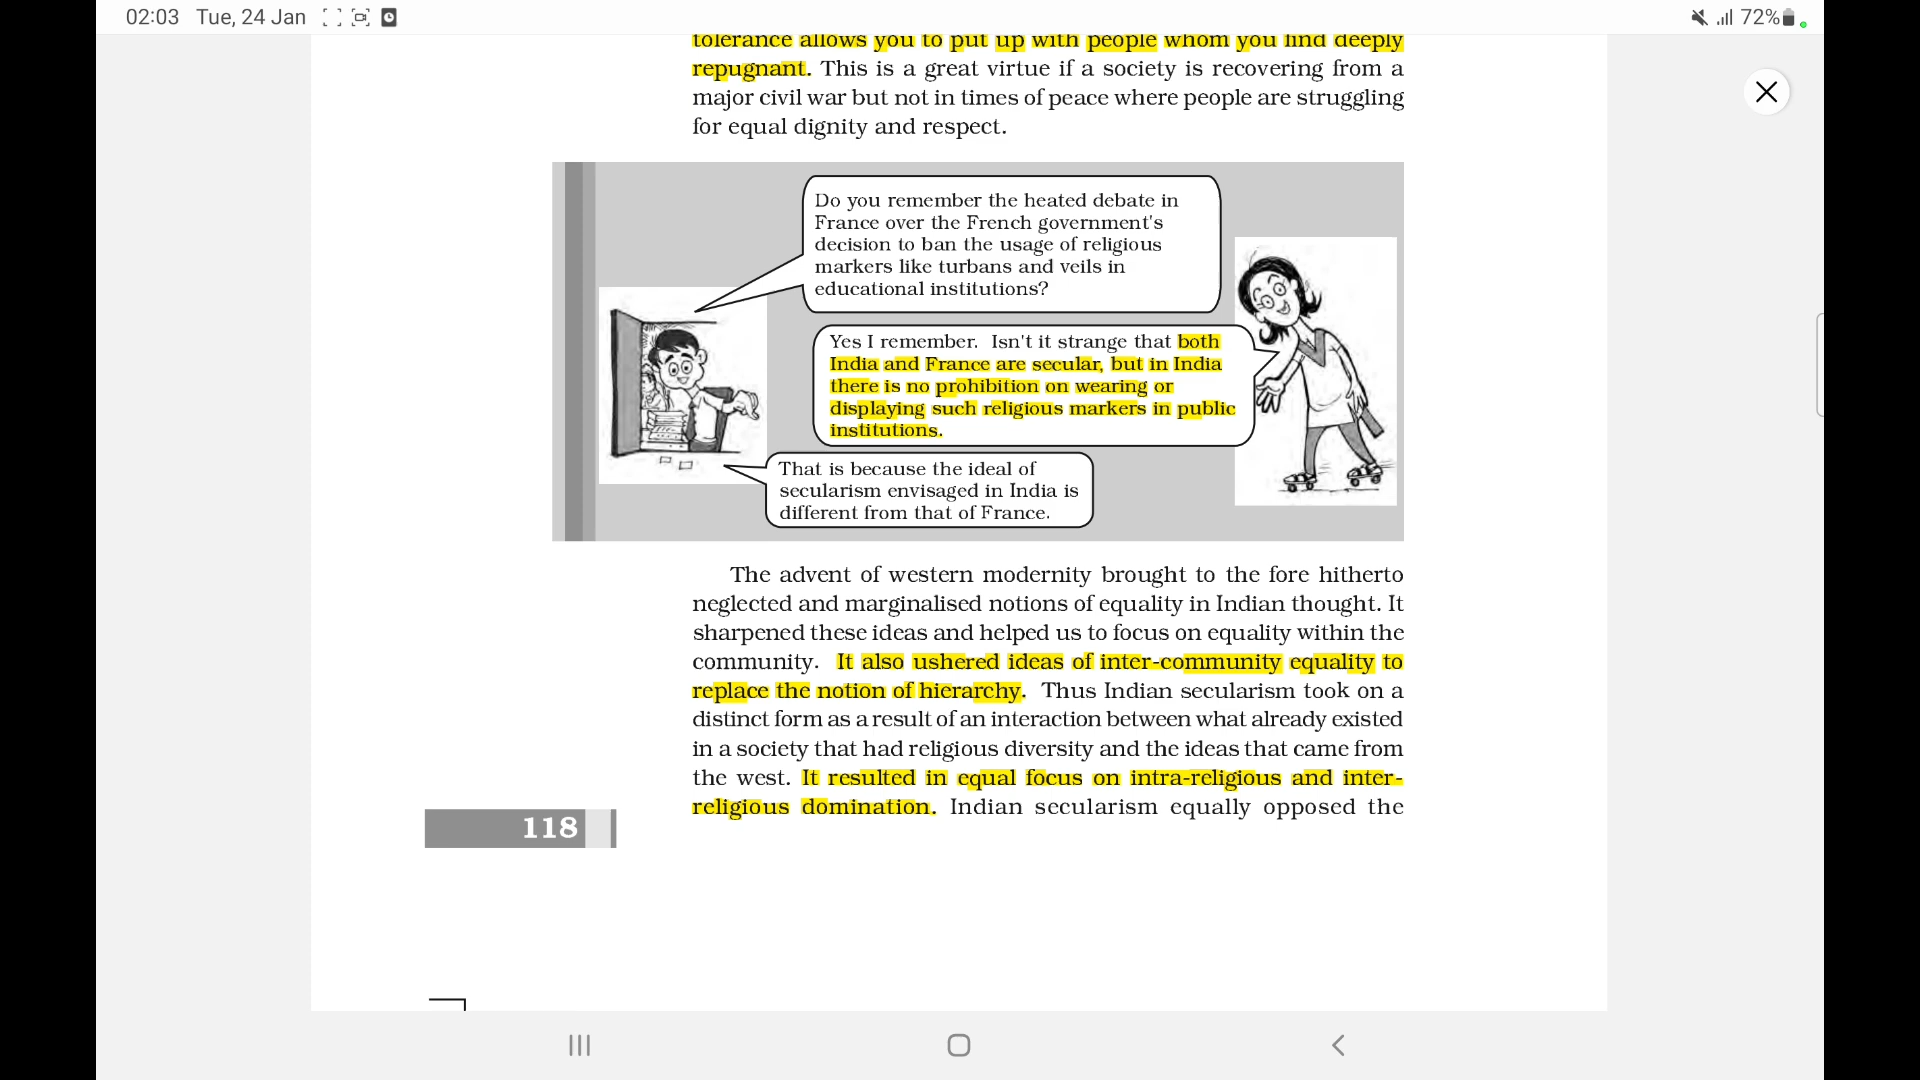 02:03 Tue, 24 Jan
72%
tolerance allows you to put up with people whom you find deeply
repugnant. This is a great virtue if a society is recovering from a
major civil war but not in times of peace where people are struggling
for equal dignity and respect.
Do you remember the heated debate in
France over the French government's
decision to ban the usage of religious
markers like turbans and veils in
educational institutions?
Yes I remember. Isn't it strange that both
India and France are secular, but in India
there is no prohibition on wearing or
displaying such religious markers in public
institutions.
That is because the ideal of
secularism envisaged in India is
different from that of France.
The advent of western modernity brought to the fore hitherto
neglected and marginalised notions of equality in Indian thought. It
sharpened these ideas and helped us to focus on equality within the
community. It also ushered ideas of inter-community equality to
replace the notion of hierarchy. Thus Indian secularism took on a
distinct form as a result of an interaction between what already existed
in a society that had religious diversity and the ideas that came from
the west. It resulted in equal focus on intra-religious and inter-
religious domination. Indian secularism equally opposed the
118